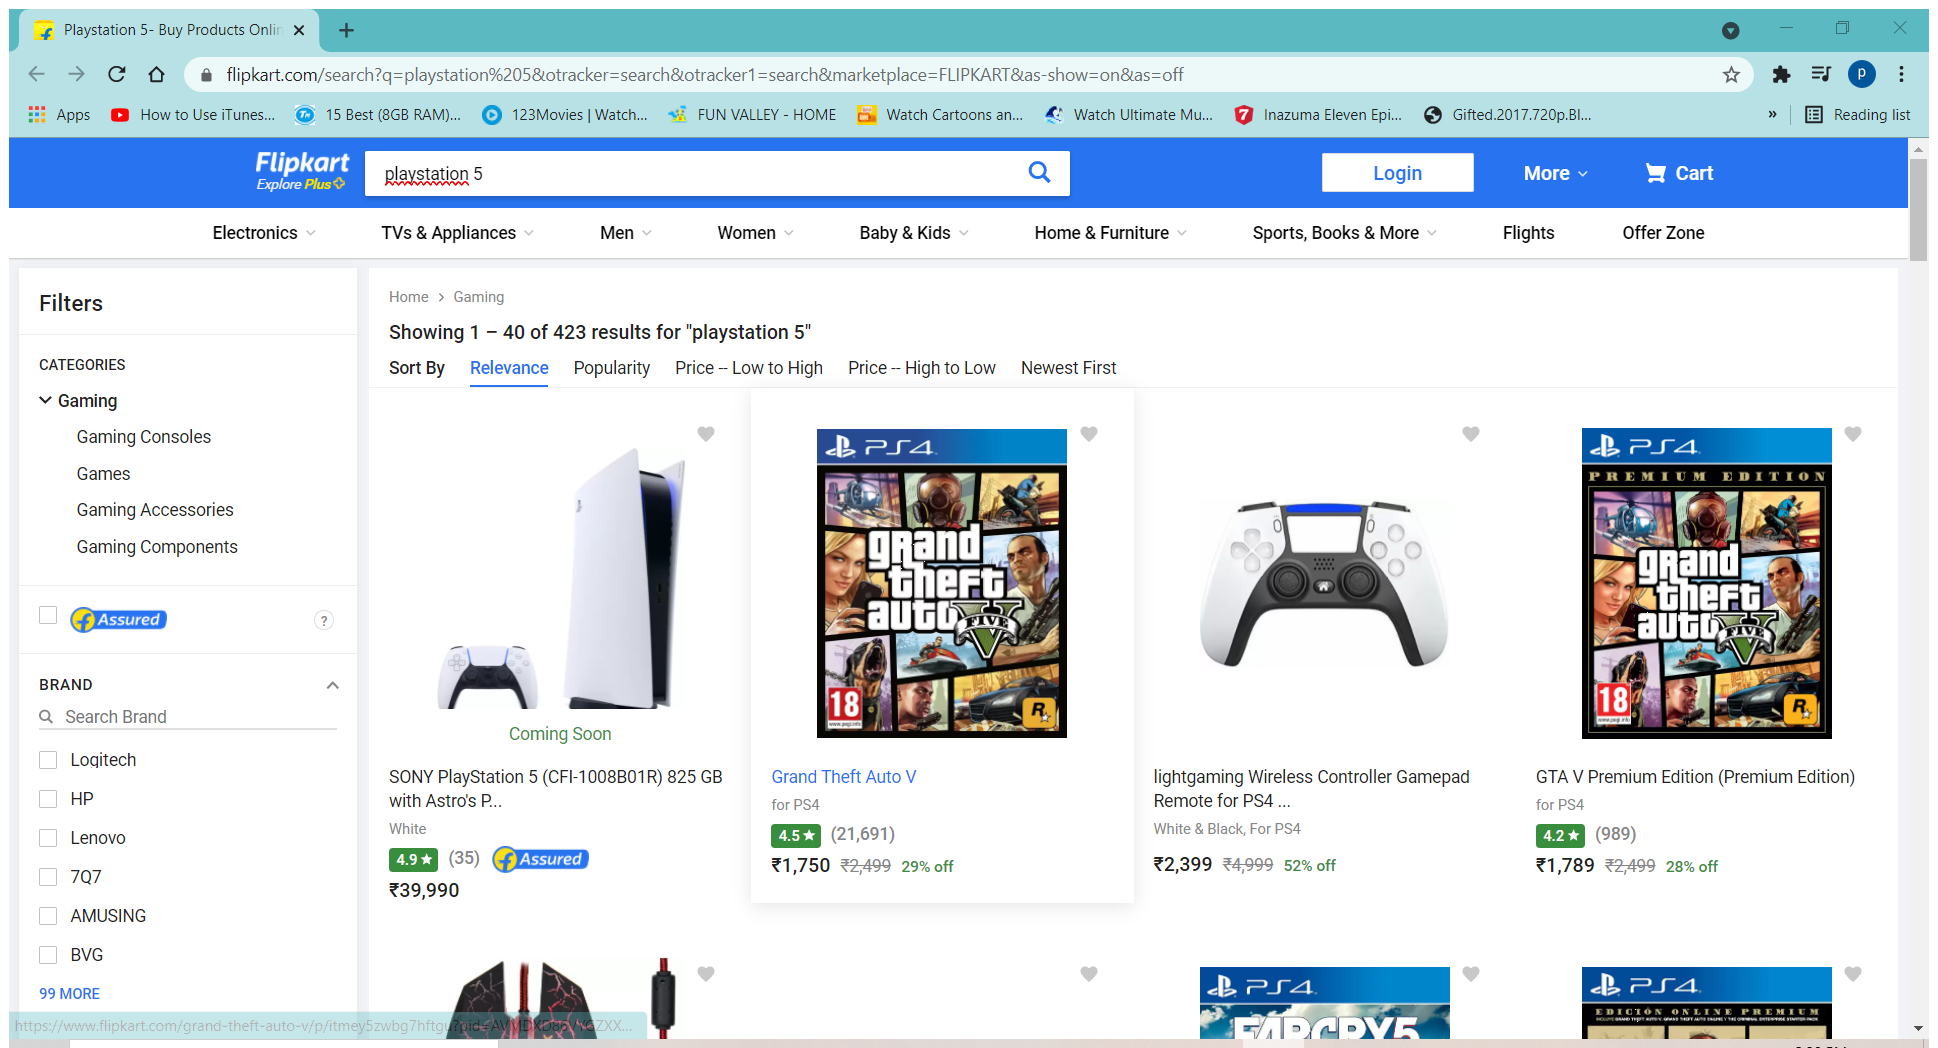 Playstation 5- Buy Products Onlin
flipkart.com/search?q=playstation%205&otracker=search&otracker1=search&marketplace=FLIPKART&as-show=on&as=off
P
Apps
How to Use iTunes...
15 Best (8GB RAM)...
123Movies | Watch...
FUN VALLEY - HOME
Watch Cartoons an...
Watch Ultimate Mu...
Inazuma Eleven Epi...
Gifted.2017.720p.Bl...
»
Reading list
Flipkart
Explore Plus
playstation 5
Login
More
Cart
Electronics
TVs & Appliances
Men
Women
Baby & Kids
Home & Furniture
Sports, Books & More
Flights
Offer Zone
Filters
CATEGORIES
Gaming
Gaming Consoles
Games
Gaming Accessories
Gaming Components
Assured
?
BRAND
Search Brand
Logitech
HP
Lenovo
7Q7
AMUSING
BVG
99 MORE
Home > Gaming
Showing 1 – 40 of 423 results for "playstation 5"
Sort By
Relevance
Popularity
Price -- Low to High
Price -- High to Low
Newest First
Coming Soon
SONY PlayStation 5 (CFI-1008B01R) 825 GB
with Astro's P...
White
4.9 ★ (35) Assured
₹39,990
PS4
grand
theft
auto V
FIVE
18
www.pegi.info
R
Grand Theft Auto V
for PS4
4.5 ★ (21,691)
₹1,750 ₹2,499 29% off
lightgaming Wireless Controller Gamepad
Remote for PS4 ...
White & Black, For PS4
₹2,399 ₹4,999 52% off
PS4
PREMIUM EDITION
grand
theft
auto V
FIVE
18
www.pegi.info
R
GTA V Premium Edition (Premium Edition)
for PS4
4.2 ★ (989)
₹1,789 ₹2,499 28% off
PS4
FARCRY5
PS4
EDICIÓN ONLINE PREMIUM